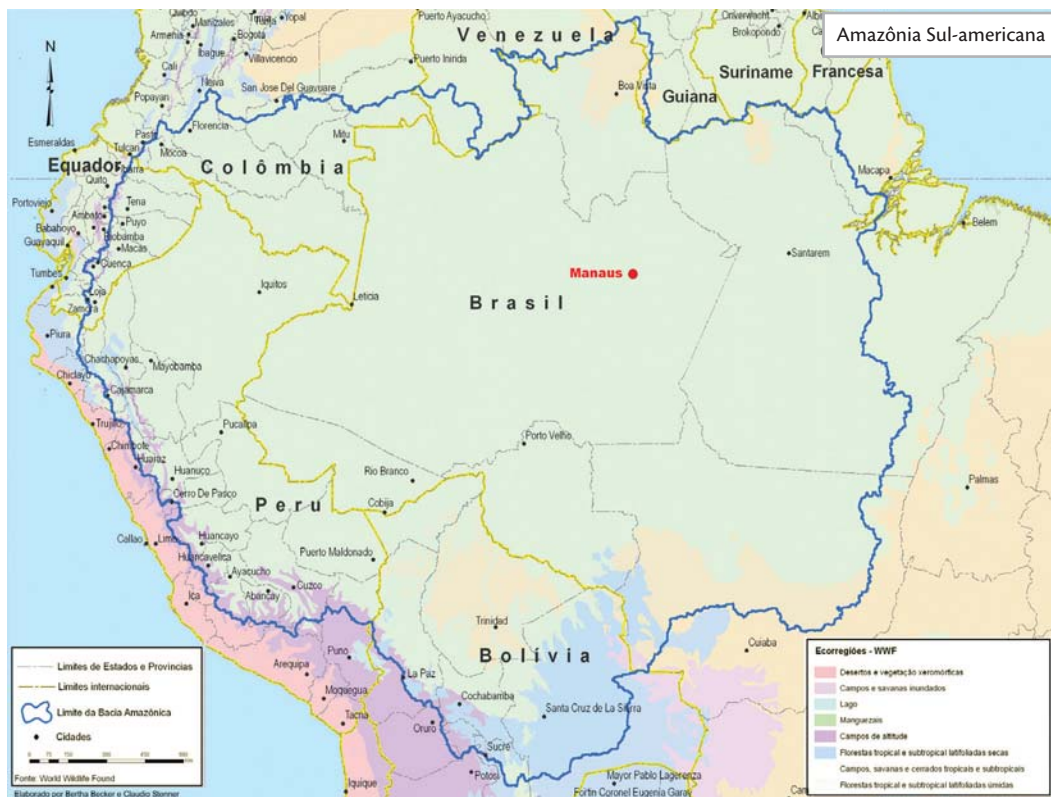 Amazônia Sul-americana
N
Venezuela
Suriname
Francesa
Guiana
Equador
Colômbia
Brasil
Peru
Bolívia
Manaus
Quibdo
Manizales
Tunja
Yopal
Puerto Ayacucho
Onverwacht
Albi
Brokopondo
Armenia
Bogota
Ibague
Villavicencio
Cali
Puerto Inirida
Neiva
San Jose Del Guaviare
Boa Vista
Popayan
Florencia
Mitu
Pasto
Esmeraldas
Mocoa
Tulcan
Ibarra
Macapa
Quito
Portoviejo
Tena
Ambato
Puyo
Belem
Babahoyo
Riobamba
Guayaquil
Macas
Santarem
Cuenca
Tumbes
Iquitos
Leticia
Loja
Zamora
Piura
Chachapoyas
Moyobamba
Chiclayo
Cajamarca
Trujillo
Pucallpa
Porto Velho
Chimbote
Huaraz
Huanuco
Rio Branco
Palmas
Cerro De Pasco
Cobija
Callao
Lima
Huancayo
Huancavelica
Puerto Maldonado
Ayacucho
Cuzco
Ica
Abancay
Trinidad
Cuiaba
Puno
Arequipa
La Paz
Moquegua
Cochabamba
Santa Cruz de La Sierra
Tacna
Oruro
Sucre
Potosi
Iquique
Mayor Pablo Lagerenza
Fortin Coronel Eugenia Garay
Limites de Estados e Provincias
Limites internacionais
Limite da Bacia Amazônica
Cidades
Fonte: World Wildlife Found
Elaborado por Bertha Becker e Claudio Stenner
Ecorregiões - WWF
Desertos e vegetação xeromórficas
Campos e savanas inundados
Lago
Manguezais
Campos de altitude
Florestas tropical e subtropical latifoliadas secas
Campos, savanas e cerrados tropicais e subtropicais
Florestas tropical e subtropical latifoliadas úmidas